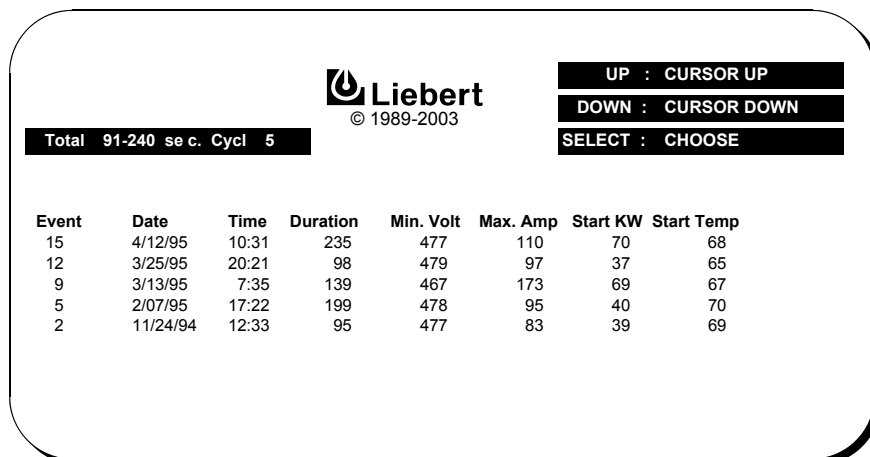 Liebert
© 1989-2003
UP : CURSOR UP
DOWN : CURSOR DOWN
SELECT : CHOOSE
Total 91-240 se c. Cycl 5
Event Date Time Duration Min. Volt Max. Amp Start KW Start Temp
15 4/12/95 10:31 235 477 110 70 68
12 3/25/95 20:21 98 479 97 37 65
9 3/13/95 7:35 139 467 173 69 67
5 2/07/95 17:22 199 478 95 40 70
2 11/24/94 12:33 95 477 83 39 69